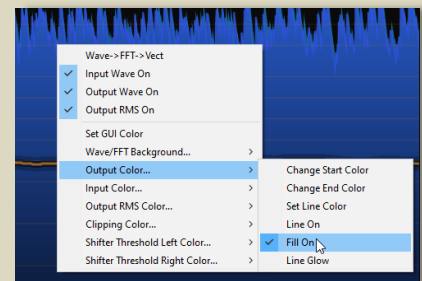 Wave->FFT->Vect
Input Wave On
Output Wave On
Output RMS On
Set GUI Color
Wave/FFT Background...
Output Color...
Input Color...
Output RMS Color...
Clipping Color...
Shifter Threshold Left Color...
Shifter Threshold Right Color...
Change Start Color
Change End Color
Set Line Color
Line On
Fill On
Line Glow